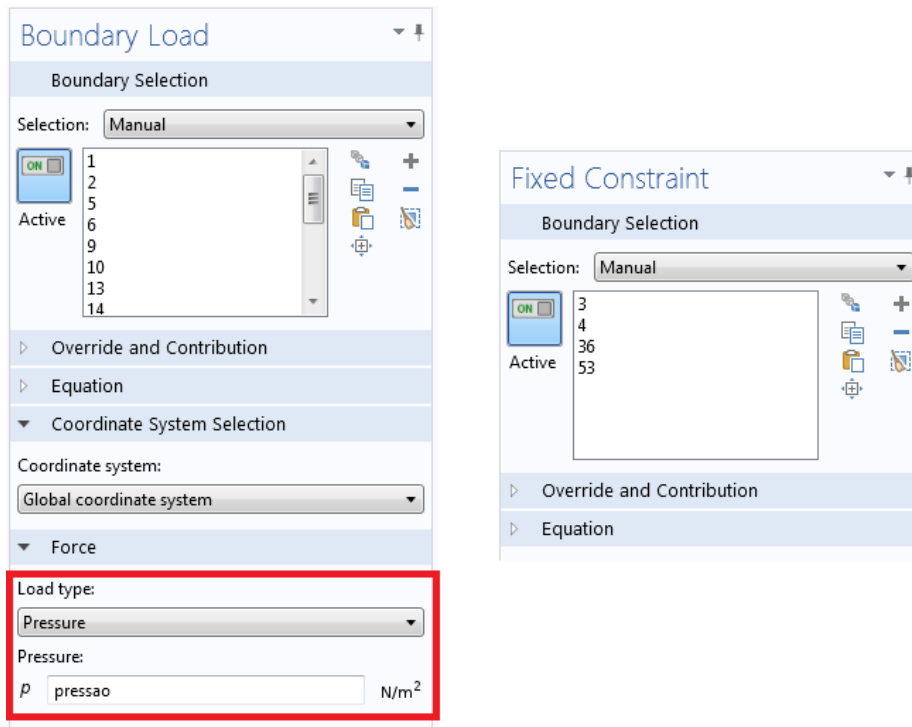 Boundary Load
Boundary Selection
Selection: Manual
ON
Active
1
2
5
6
9
10
13
14
Override and Contribution
Equation
Coordinate System Selection
Coordinate system:
Global coordinate system
Force
Load type:
Pressure
Pressure:
p pressao N/m²
Fixed Constraint
Boundary Selection
Selection: Manual
ON
Active
3
4
36
53
Override and Contribution
Equation